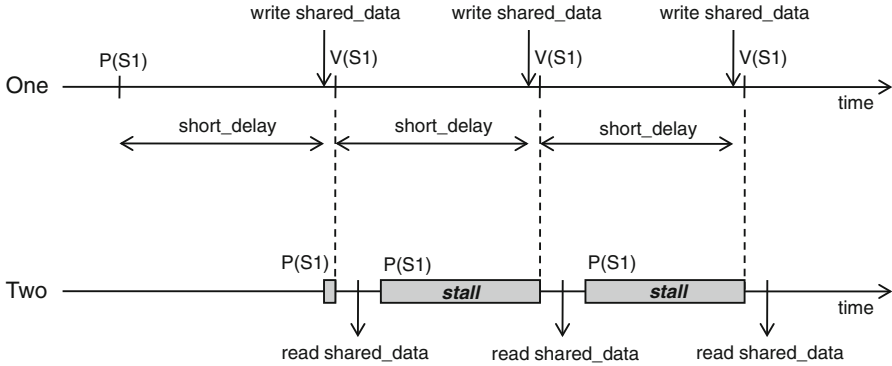 write shared_data write shared_data write shared_data
P(S1) V(S1) V(S1) V(S1)
One
time
short_delay short_delay short_delay
P(S1) P(S1) P(S1)
Two stall stall
time
read shared_data read shared_data read shared_data